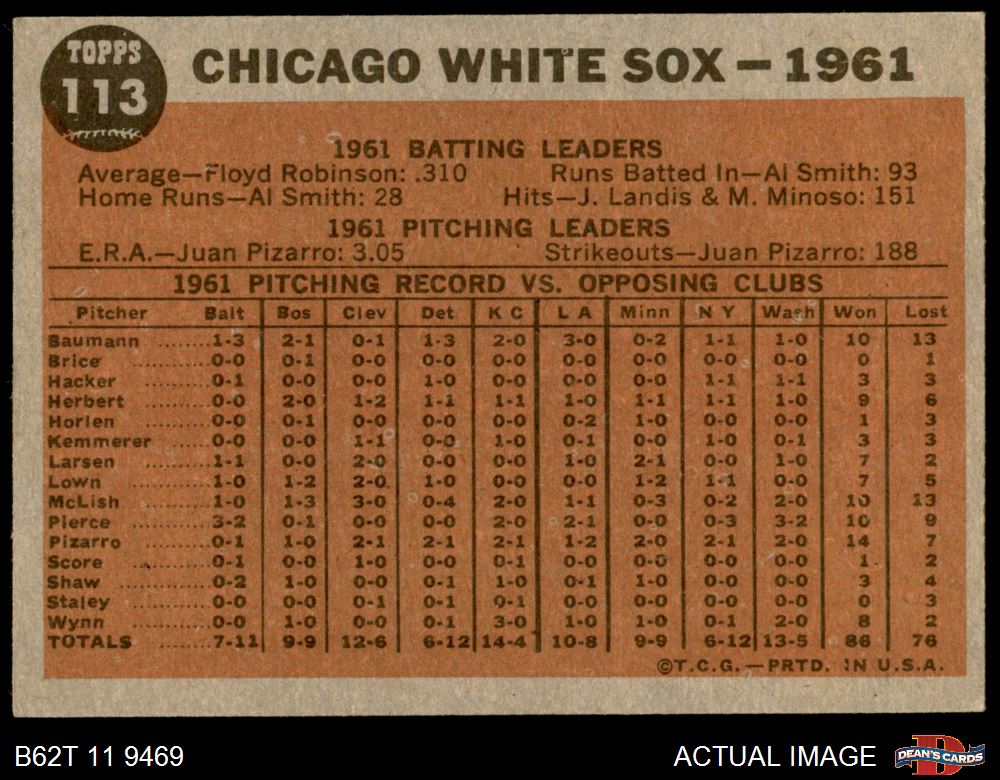 TOPPS
113
CHICAGO WHITE SOX — 1961
1961 BATTING LEADERS
Average—Floyd Robinson: .310 Runs Batted In—Al Smith: 93
Home Runs—Al Smith: 28 Hits—J. Landis & M. Minoso: 151
1961 PITCHING LEADERS
E.R.A.—Juan Pizarro: 3.05 Strikeouts—Juan Pizarro: 188
1961 PITCHING RECORD VS. OPPOSING CLUBS
Pitcher Balt Bos Clev Det K C L A Minn N Y Wash Won Lost
Baumann ........1-3 2-1 0-1 1-3 2-0 3-0 0-2 1-1 1-0 10 13
Brice ............0-0 0-1 0-0 0-0 0-0 0-0 0-0 0-0 0-0 0 1
Hacker ..........0-1 0-0 0-0 1-0 0-0 0-0 0-0 1-1 1-1 3 3
Herbert ..........0-0 2-0 1-2 1-1 1-1 1-0 1-1 1-1 1-0 9 6
Horlen ..........0-0 0-1 0-0 0-0 0-0 0-2 1-0 0-0 0-0 1 3
Kemmerer ......0-0 0-0 1-1 0-0 1-0 0-1 0-0 1-0 0-1 3 3
Larsen ..........1-1 0-0 2-0 0-0 0-0 1-0 2-1 0-0 1-0 7 2
Lown ............1-0 1-2 2-0 1-0 0-0 0-0 1-2 1-1 0-0 7 5
McLish ..........1-0 1-3 3-0 0-4 2-0 1-1 0-3 0-2 2-0 10 13
Pierce ............3-2 0-1 0-0 0-0 2-0 2-1 0-0 0-3 3-2 10 9
Pizarro ..........0-1 1-0 2-1 2-1 2-1 1-2 2-0 2-1 2-0 14 7
Score ............0-1 0-0 1-0 0-0 0-1 0-0 0-0 0-0 0-0 1 2
Shaw ............0-2 1-0 0-0 0-1 1-0 0-1 1-0 0-0 0-0 3 4
Staley ............0-0 0-0 0-1 0-1 0-1 0-0 0-0 0-0 0-0 0 3
Wynn ............0-0 1-0 0-0 0-1 3-0 1-0 1-0 0-1 2-0 8 2
TOTALS ........7-11 9-9 12-6 6-12 14-4 10-8 9-9 6-12 13-5 86 76
©T.C.G.—PRTD. IN U.S.A.
B62T 11 9469 ACTUAL IMAGE DEAN'S CARDS